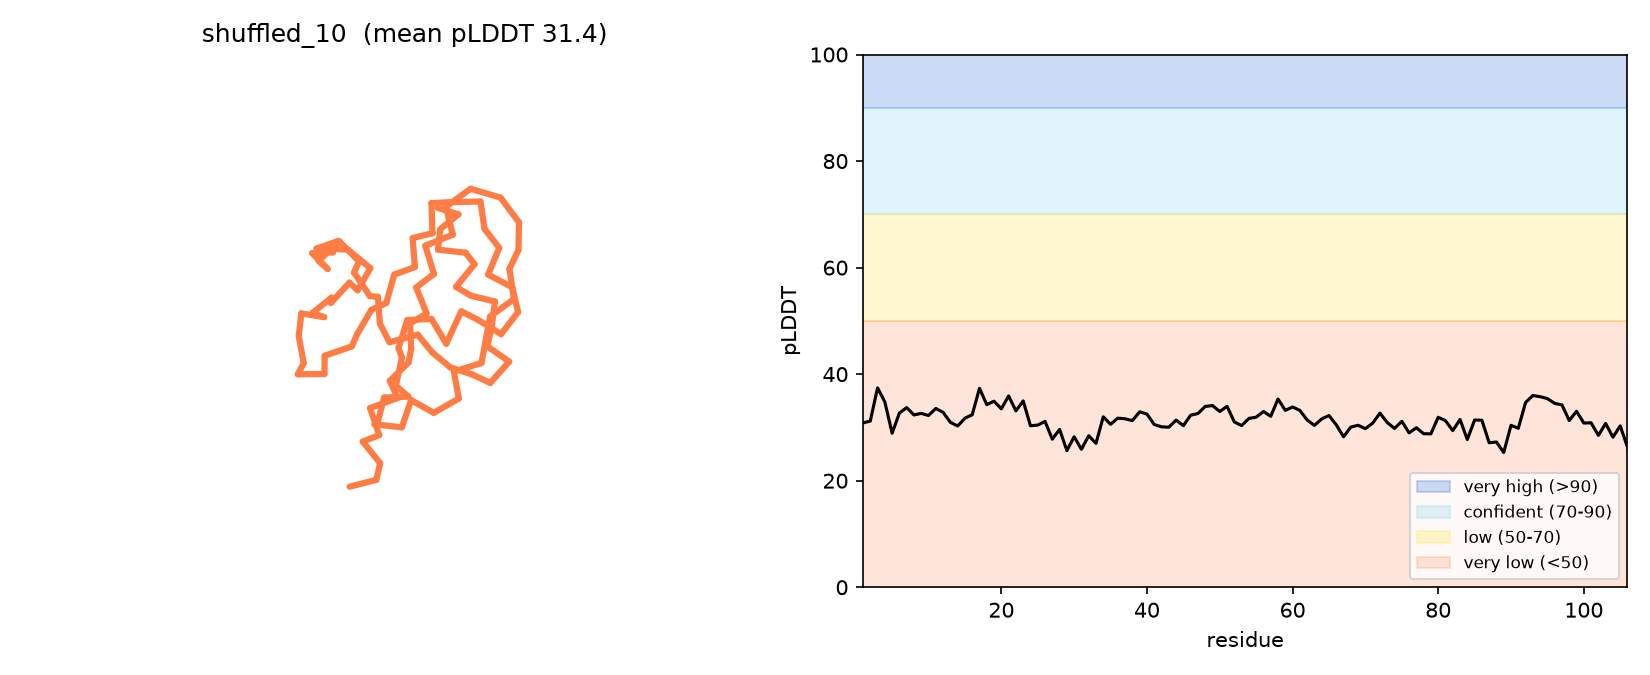 shuffled_10  (mean pLDDT 31.4)
100
80
60
40
20
0
pLDDT
very high (>90)
confident (70-90)
low (50-70)
very low (<50)
20 40 60 80 100
residue